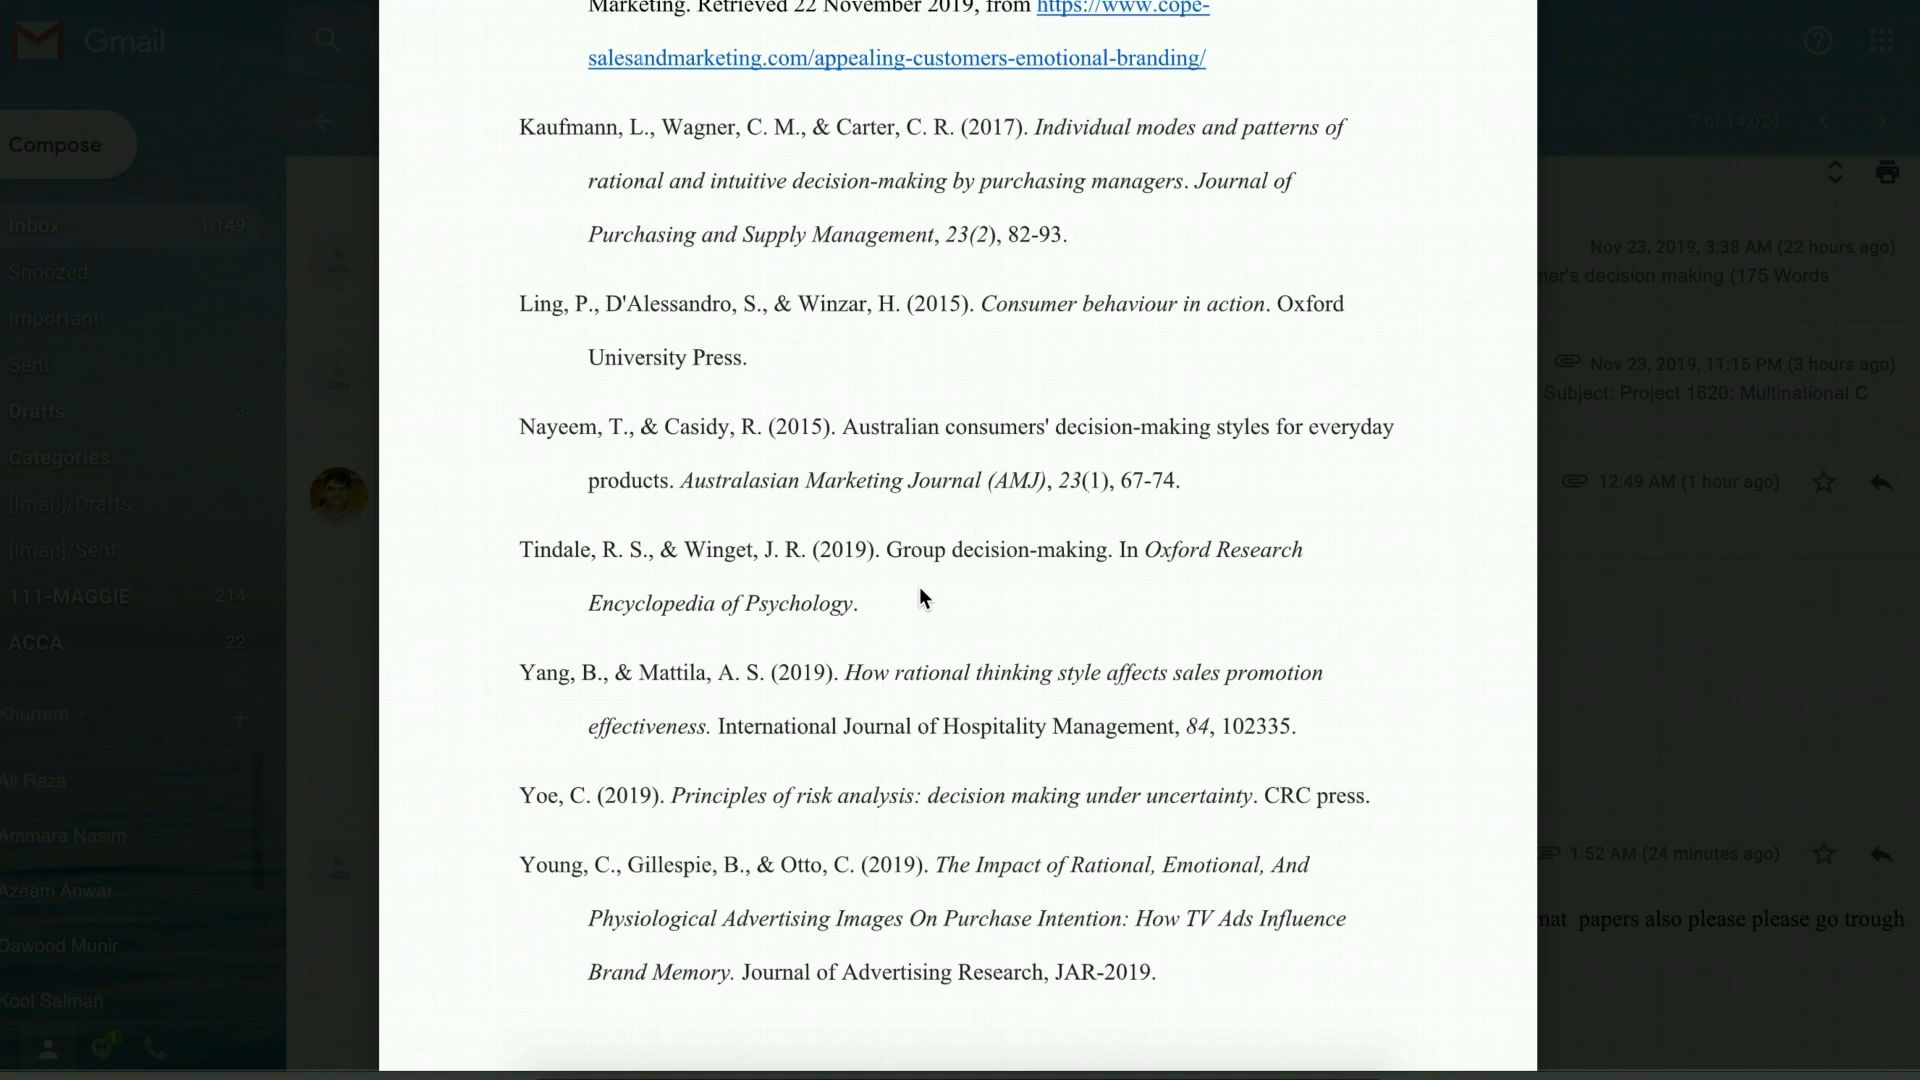 Marketing. Retrieved 22 November 2019, from https://www.cope-
salesandmarketing.com/appealing-customers-emotional-branding/
Kaufmann, L., Wagner, C. M., & Carter, C. R. (2017). Individual modes and patterns of
rational and intuitive decision-making by purchasing managers. Journal of
Purchasing and Supply Management, 23(2), 82-93.
Ling, P., D'Alessandro, S., & Winzar, H. (2015). Consumer behaviour in action. Oxford
University Press.
Nayeem, T., & Casidy, R. (2015). Australian consumers' decision-making styles for everyday
products. Australasian Marketing Journal (AMJ), 23(1), 67-74.
Tindale, R. S., & Winget, J. R. (2019). Group decision-making. In Oxford Research
Encyclopedia of Psychology.
Yang, B., & Mattila, A. S. (2019). How rational thinking style affects sales promotion
effectiveness. International Journal of Hospitality Management, 84, 102335.
Yoe, C. (2019). Principles of risk analysis: decision making under uncertainty. CRC press.
Young, C., Gillespie, B., & Otto, C. (2019). The Impact of Rational, Emotional, And
Physiological Advertising Images On Purchase Intention: How TV Ads Influence
Brand Memory. Journal of Advertising Research, JAR-2019.
Gmail
Compose
Inbox 1,149
Snoozed
Important
Sent
Drafts 3
Categories
[Imap]/Drafts
[Imap]/Sent
111-MAGGIE 214
ACCA 22
Khurram
Ali Raza
Ammara Nasim
Azeem Anwar
Dawood Munir
Kool Salman
1
2 of 14,024
Nov 23, 2019, 3:38 AM (22 hours ago)
decision making (175 Words
Nov 23, 2019, 11:15 PM (3 hours ago)
Subject: Project 1620: Multinational C
12:49 AM (1 hour ago)
1:52 AM (24 minutes ago)
papers also please please go trough